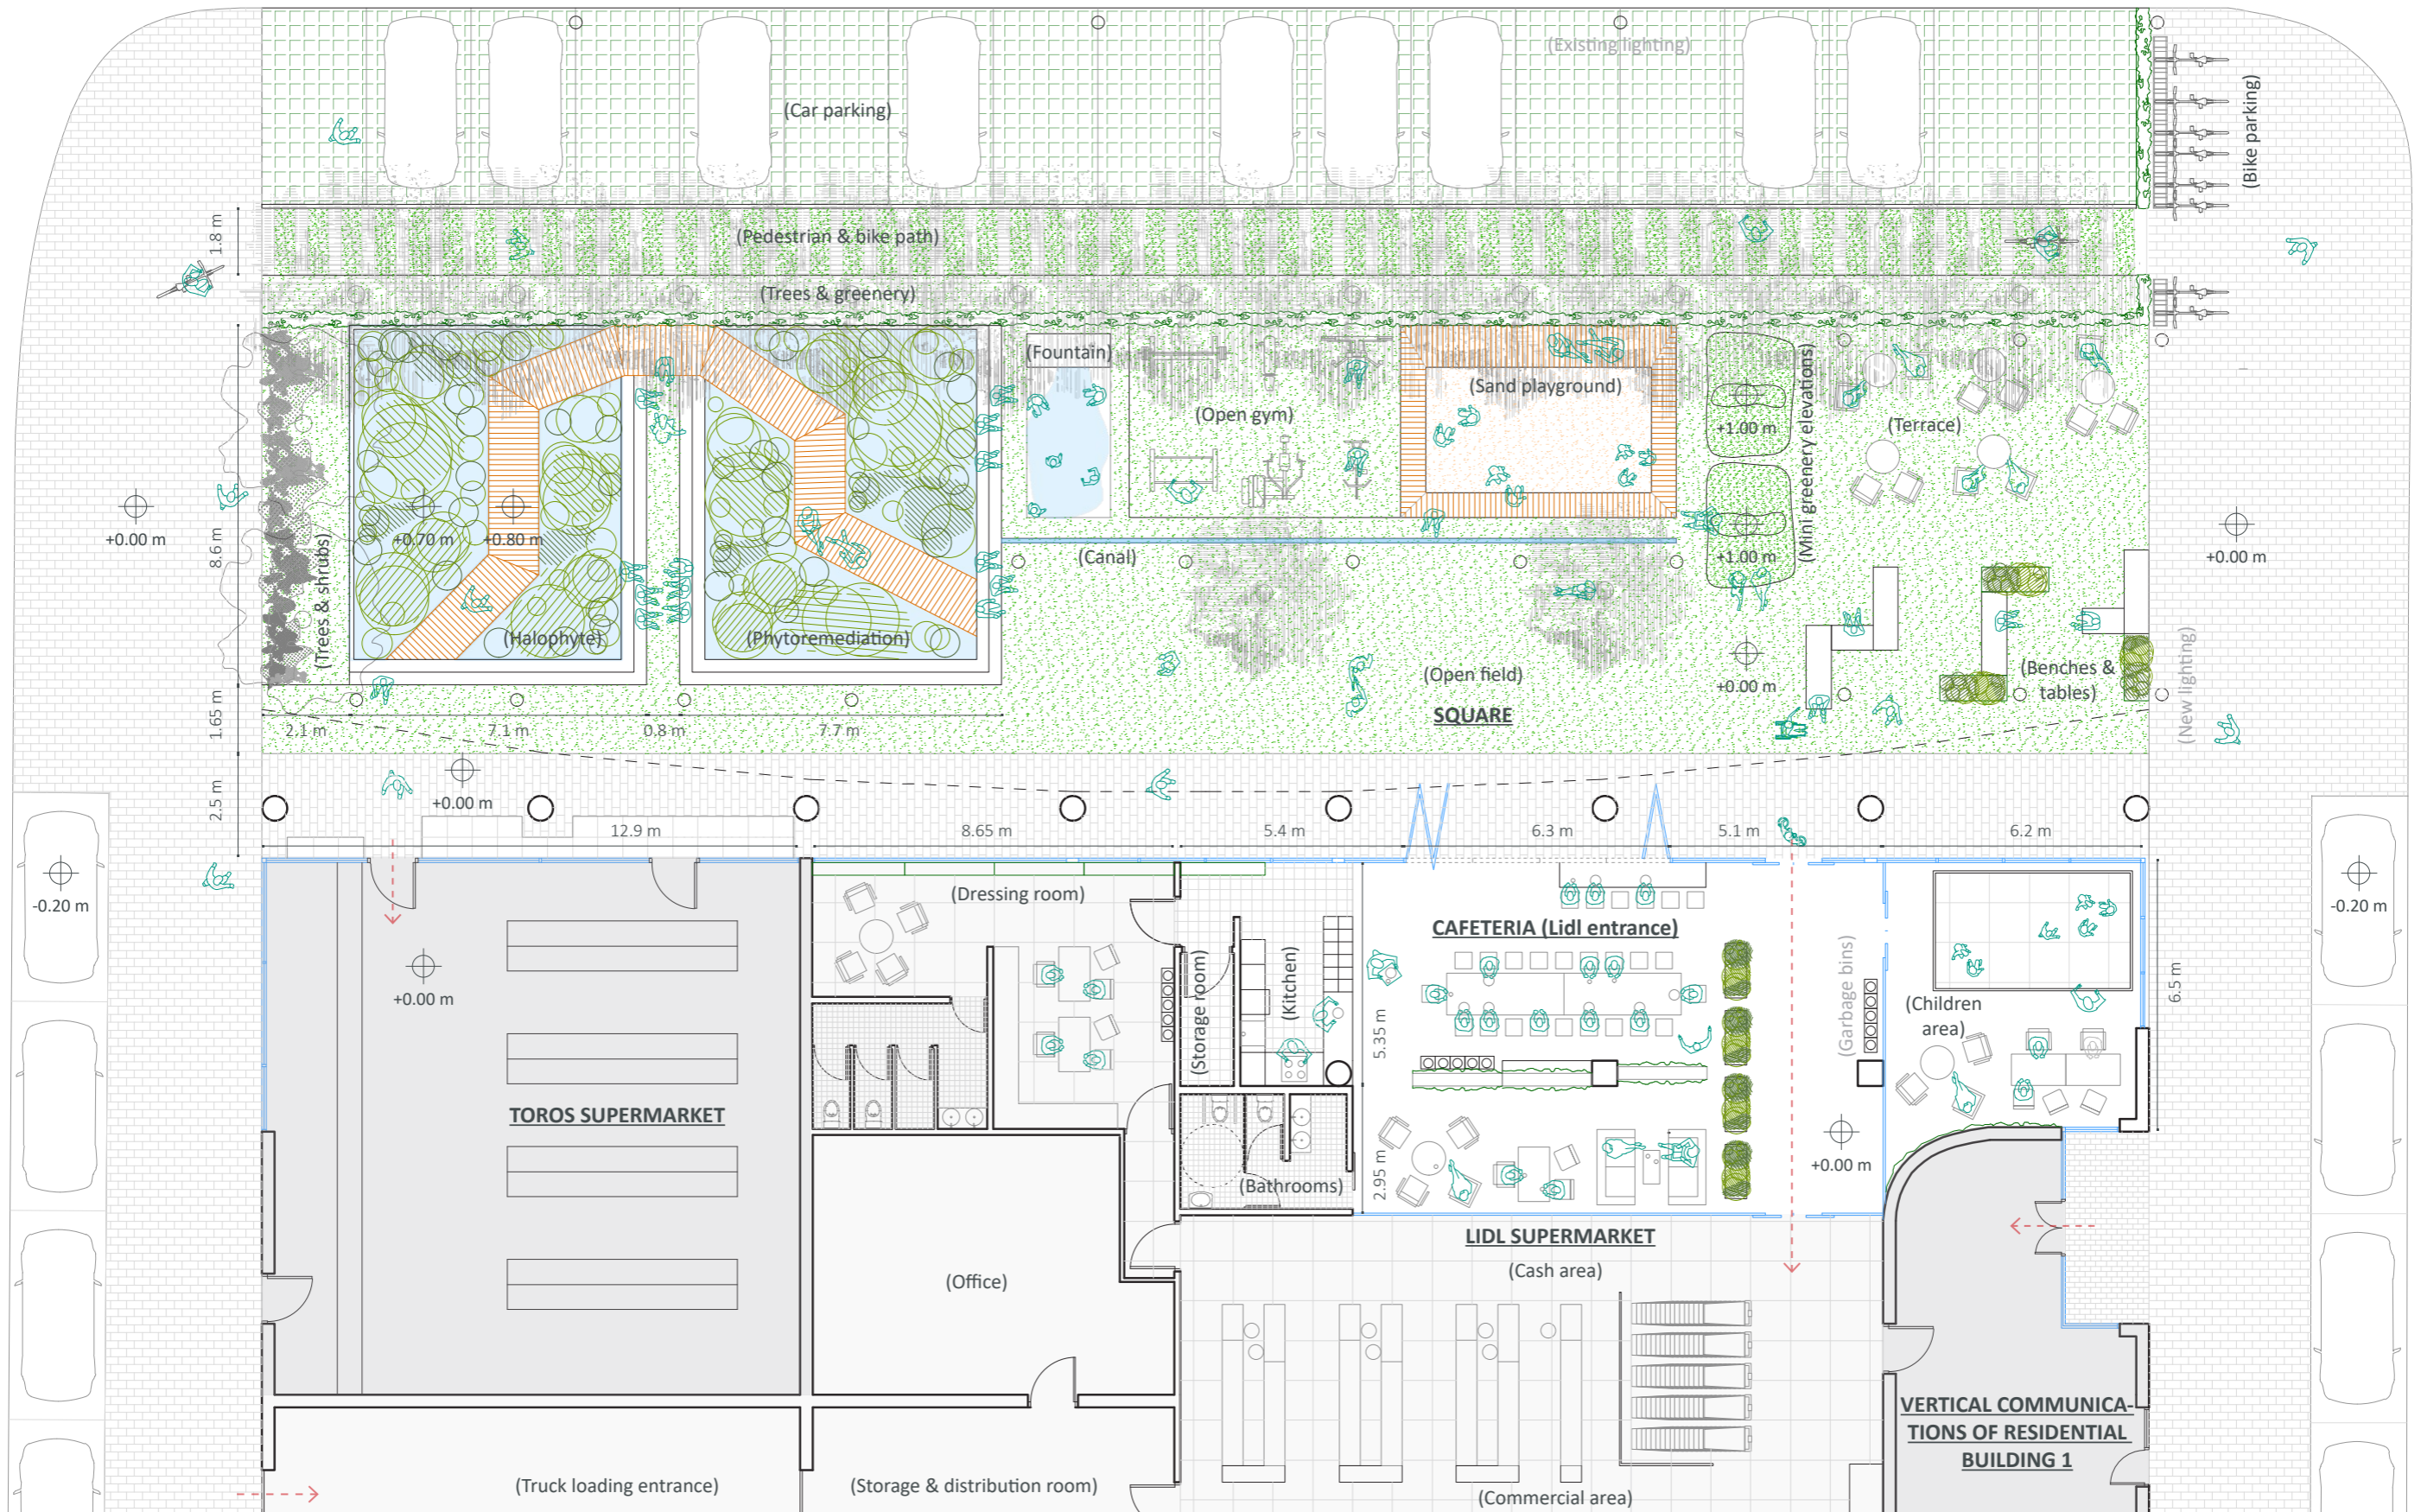 (Existing lighting)
(Car parking)
(Bike parking)
1.8 m
(Pedestrian & bike path)
(Trees & greenery)
(Fountain)
(Sand playground)
(Open gym)
(Mini greenery elevations)
+1.00 m
(Terrace)
+0.00 m
+0.70 m
+0.80 m
8.6 m
(Trees & shrubs)
(Canal)
+1.00 m
+0.00 m
(Halophyte)
(Phytoremediation)
(Open field)
+0.00 m
(Benches &
tables)
(New lighting)
SQUARE
1.65 m
2.1 m
7.1 m
0.8 m
7.7 m
2.5 m
+0.00 m
12.9 m
8.65 m
5.4 m
6.3 m
5.1 m
6.2 m
-0.20 m
(Dressing room)
-0.20 m
CAFETERIA (Lidl entrance)
+0.00 m
(Storage room)
(Kitchen)
(Garbage bins)
6.5 m
(Children
area)
5.35 m
TOROS SUPERMARKET
+0.00 m
2.95 m
(Bathrooms)
LIDL SUPERMARKET
(Cash area)
(Office)
VERTICAL COMMUNICA-
TIONS OF RESIDENTIAL
BUILDING 1
(Truck loading entrance)
(Storage & distribution room)
(Commercial area)